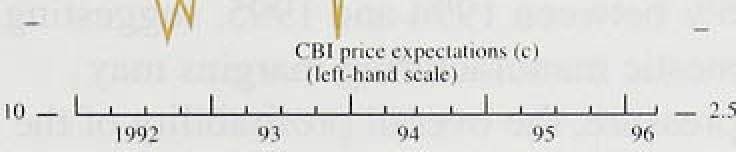 CBI price expectations (c)
(left-hand scale)
10 2.5
1992 93 94 95 96